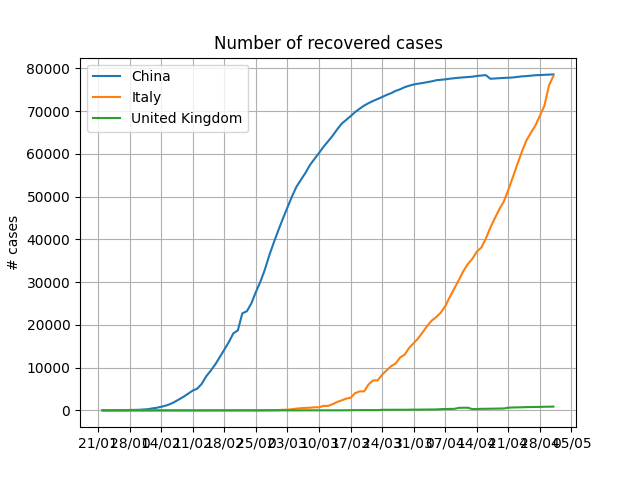 Number of recovered cases
China
Italy
United Kingdom
# cases
80000
70000
60000
50000
40000
30000
20000
10000
0
21/01 28/01 04/02 11/02 18/02 25/02 03/03 10/03 17/03 24/03 31/03 07/04 14/04 21/04 28/04 05/05